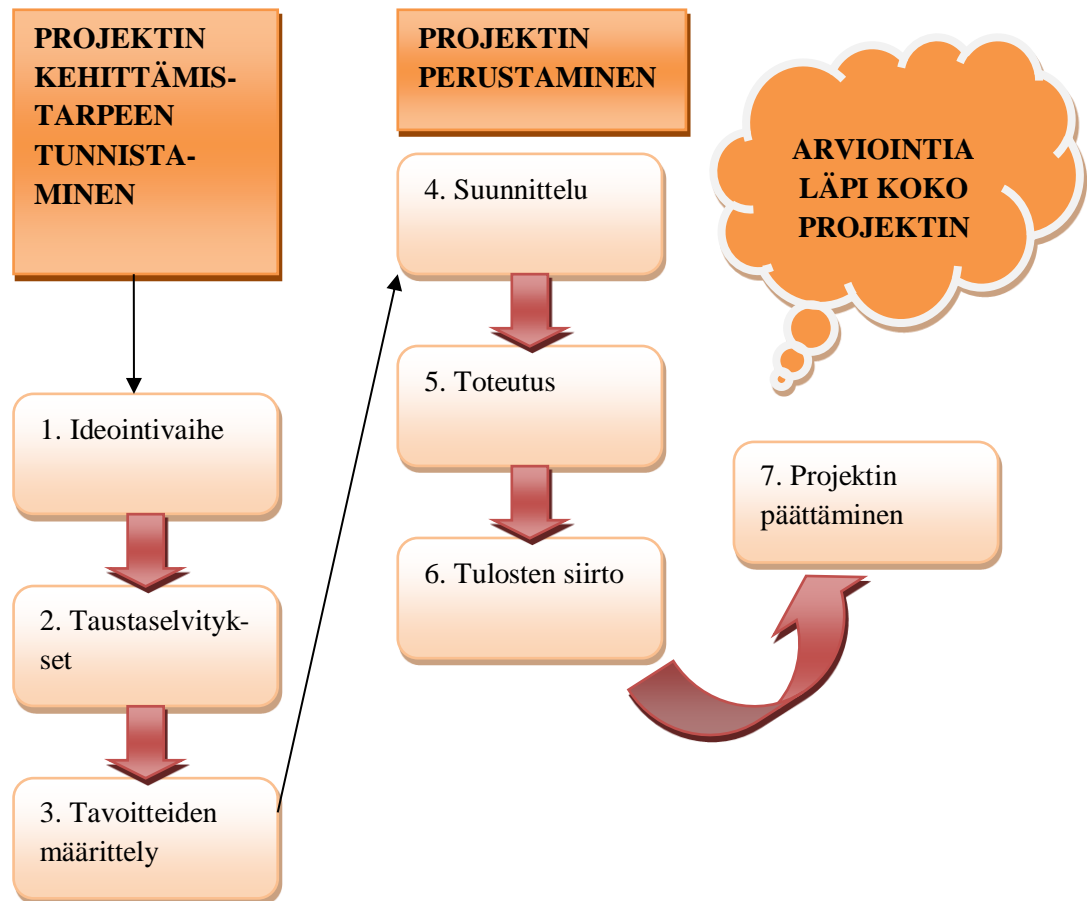 PROJEKTIN
KEHITTÄMIS-
TARPEEN
TUNNISTA-
MINEN
1. Ideointivaihe
2. Taustaselvityk-
set
3. Tavoitteiden
määrittely
PROJEKTIN
PERUSTAMINEN
4. Suunnittelu
5. Toteutus
6. Tulosten siirto
ARVIOINTIA
LÄPI KOKO
PROJEKTIN
7. Projektin
päättäminen